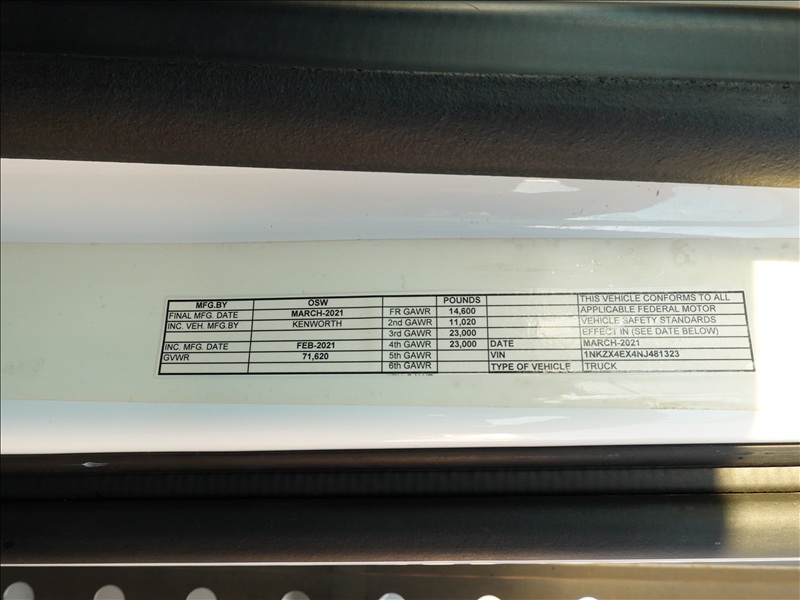 MFG.BY OSW POUNDS THIS VEHICLE CONFORMS TO ALL
FINAL MFG. DATE MARCH-2021 FR GAWR 14,600 APPLICABLE FEDERAL MOTOR
INC. VEH. MFG.BY KENWORTH 2nd GAWR 11,020 VEHICLE SAFETY STANDARDS
3rd GAWR 23,000 EFFECT IN (SEE DATE BELOW)
INC. MFG. DATE FEB-2021 4th GAWR 23,000 DATE MARCH-2021
GVWR 71,620 5th GAWR VIN 1NKZX4EX4NJ481323
6th GAWR TYPE OF VEHICLE TRUCK